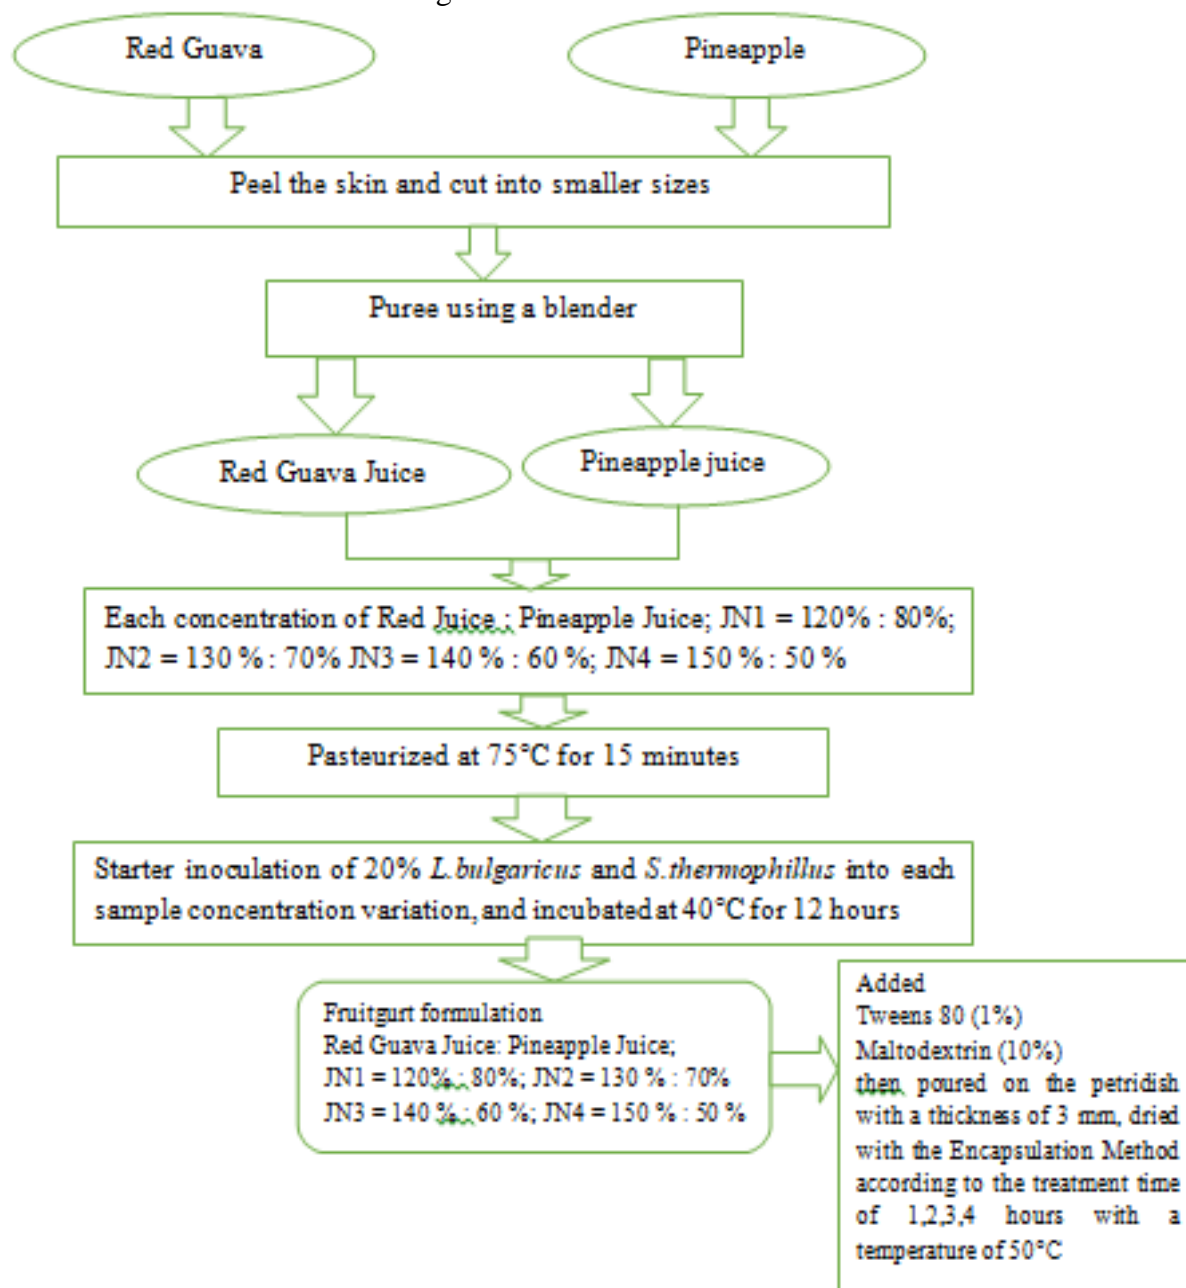 Red Guava
Pineapple
Peel the skin and cut into smaller sizes
Puree using a blender
Red Guava Juice
Pineapple juice
Each concentration of Red Juice ; Pineapple Juice; JN1 = 120% : 80%;
JN2 = 130 % : 70% JN3 = 140 % : 60 %; JN4 = 150 % : 50 %
Pasteurized at 75°C for 15 minutes
Starter inoculation of 20% L.bulgaricus and S.thermophillus into each
sample concentration variation, and incubated at 40°C for 12 hours
Fruitgurt formulation
Red Guava Juice: Pineapple Juice;
JN1 = 120% : 80%; JN2 = 130 % : 70%
JN3 = 140 % : 60 %; JN4 = 150 % : 50 %
Added
Tweens 80 (1%)
Maltodextrin (10%)
then poured on the petridish
with a thickness of 3 mm, dried
with the Encapsulation Method
according to the treatment time
of 1,2,3,4 hours with a
temperature of 50°C